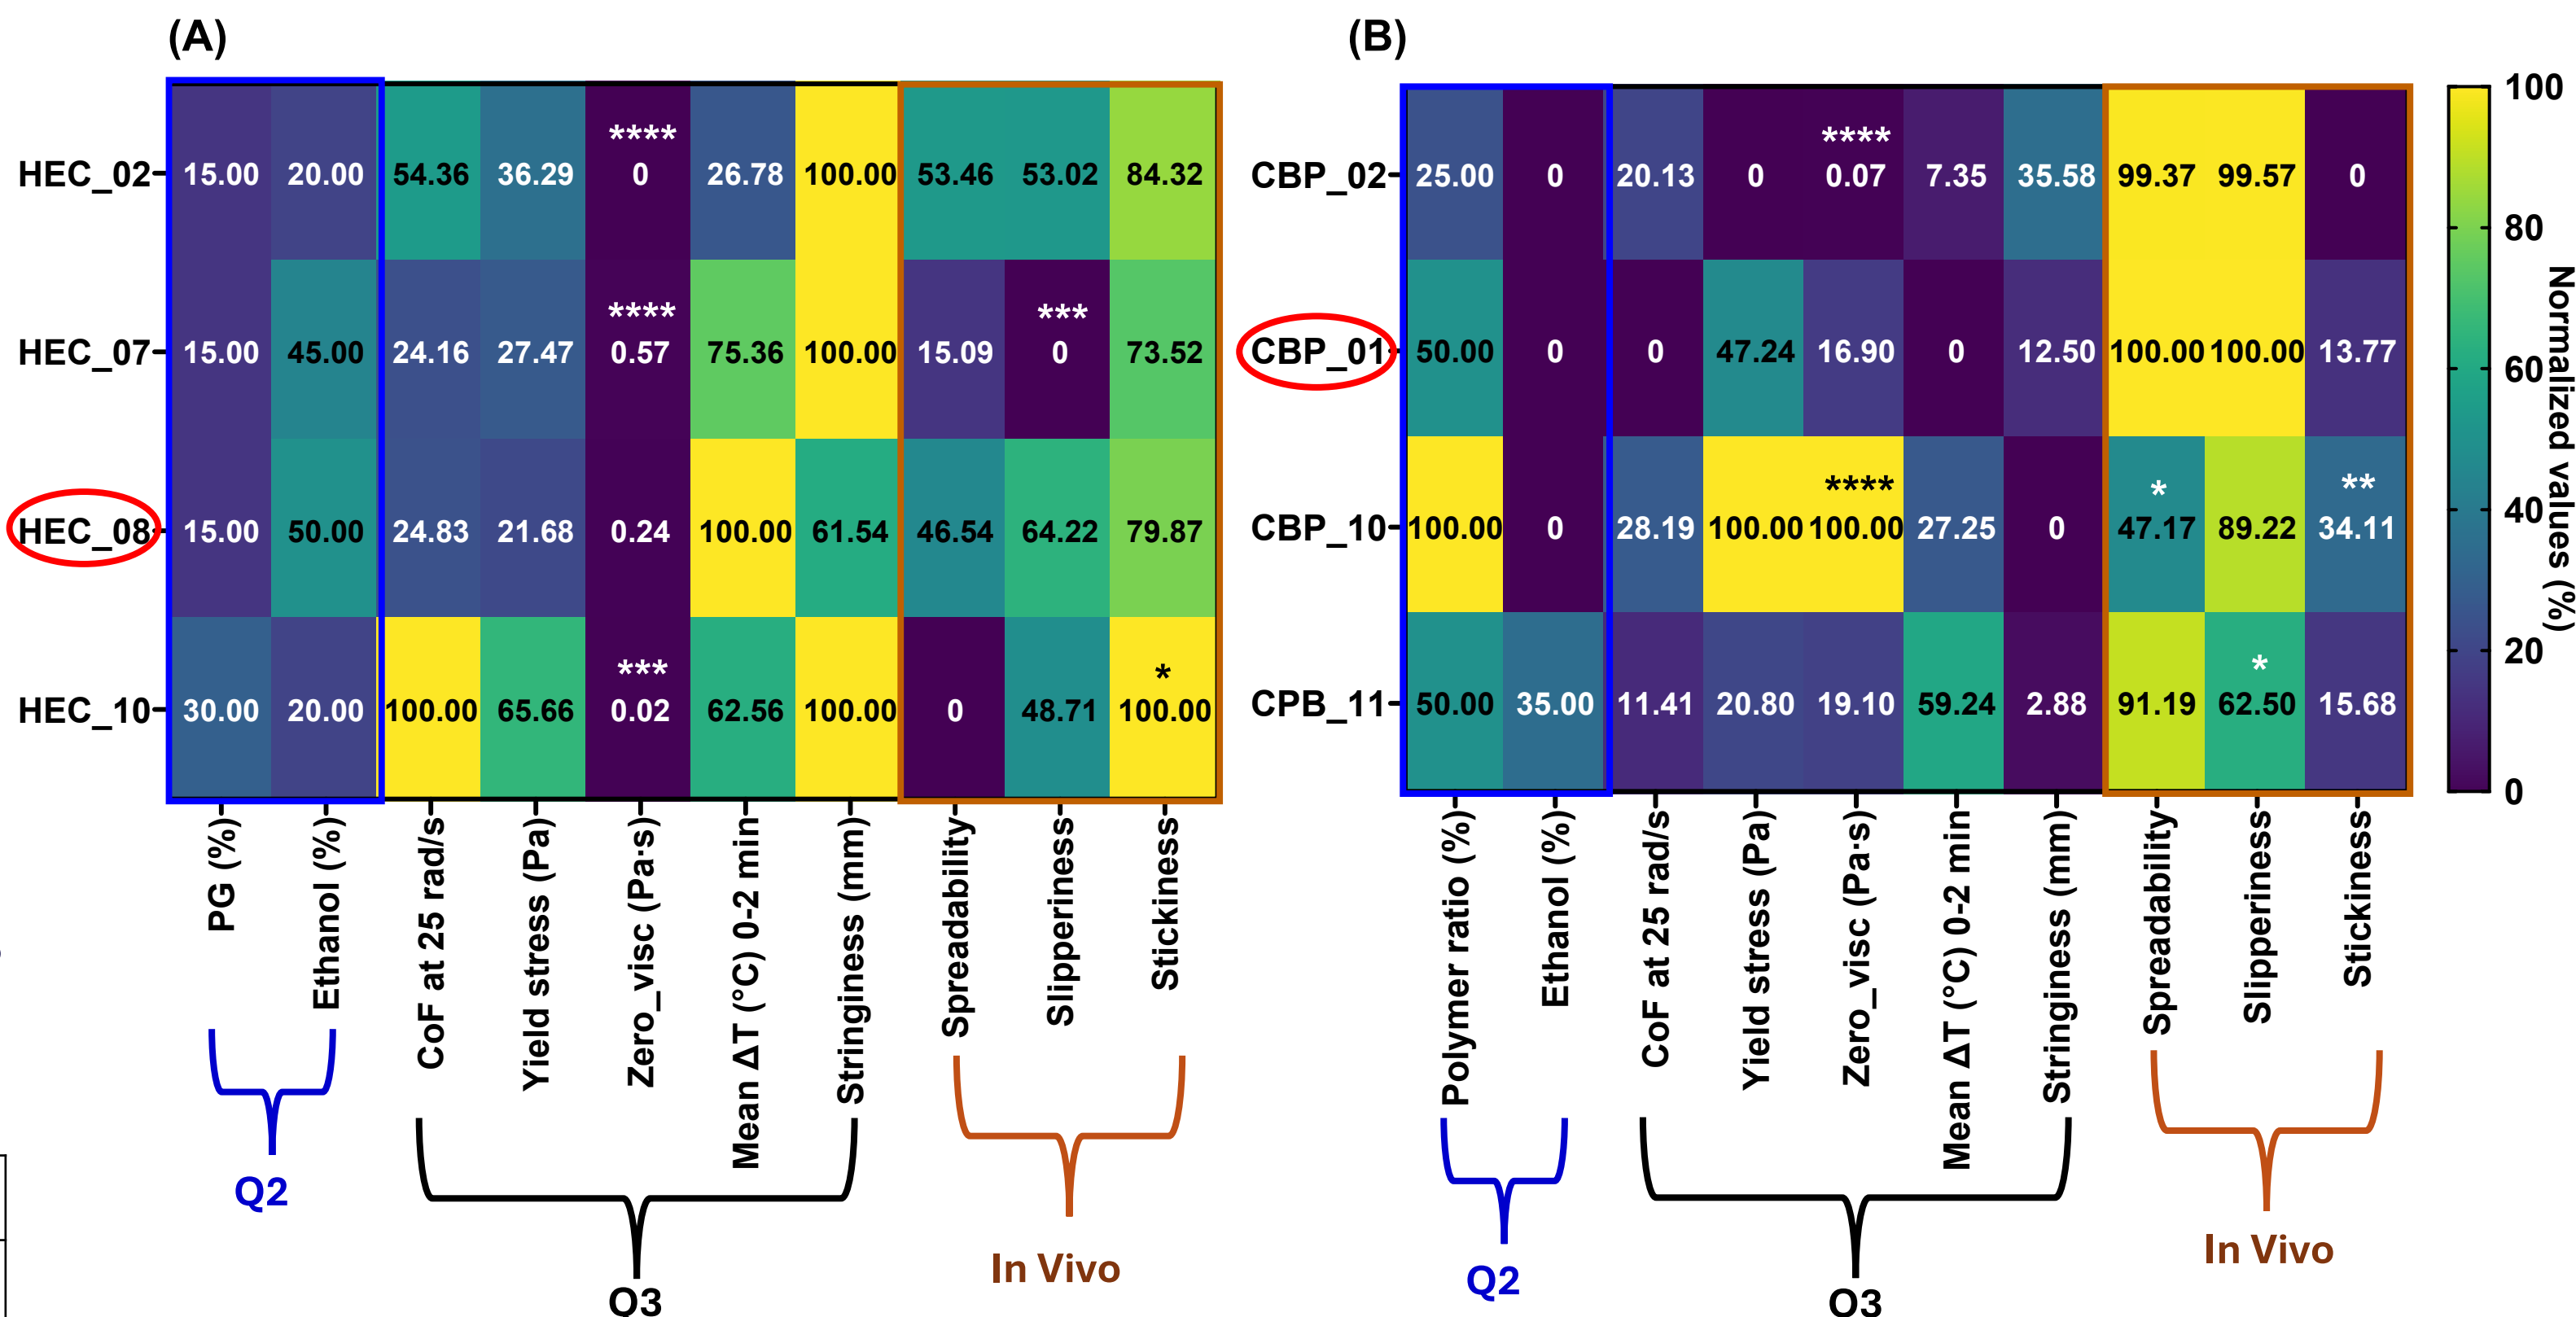 (A)
HEC_02 15.00 20.00 54.36 36.29 **** 0 26.78 100.00 53.46 53.02 84.32
HEC_07 15.00 45.00 24.16 27.47 **** 0.57 75.36 100.00 15.09 *** 0 73.52
HEC_08 15.00 50.00 24.83 21.68 0.24 100.00 61.54 46.54 64.22 79.87
HEC_10 30.00 20.00 100.00 65.66 *** 0.02 62.56 100.00 0 48.71 * 100.00
PG (%)
Ethanol (%)
CoF at 25 rad/s
Yield stress (Pa)
Zero_visc (Pa·s)
Mean ΔT (°C) 0-2 min
Stringiness (mm)
Spreadability
Slipperiness
Stickiness
Q2
Q3
In Vivo
(B)
CBP_02 25.00 0 20.13 0 **** 0.07 7.35 35.58 99.37 99.57 0
CBP_01 50.00 0 0 47.24 16.90 0 12.50 100.00 100.00 13.77
CBP_10 100.00 0 28.19 100.00 **** 100.00 27.25 0 * 47.17 89.22 ** 34.11
CPB_11 50.00 35.00 11.41 20.80 19.10 59.24 2.88 91.19 * 62.50 15.68
Polymer ratio (%)
Ethanol (%)
CoF at 25 rad/s
Yield stress (Pa)
Zero_visc (Pa·s)
Mean ΔT (°C) 0-2 min
Stringiness (mm)
Spreadability
Slipperiness
Stickiness
Q2
Q3
In Vivo
100
80
60
40
20
0
Normalized values (%)